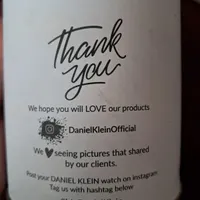 Thank
you
We hope you will LOVE our products.
DanielKleinOfficial
We ❤ seeing pictures that shared
by our clients.
Post your DANIEL KLEIN watch on instagram
Tag us with hashtag below